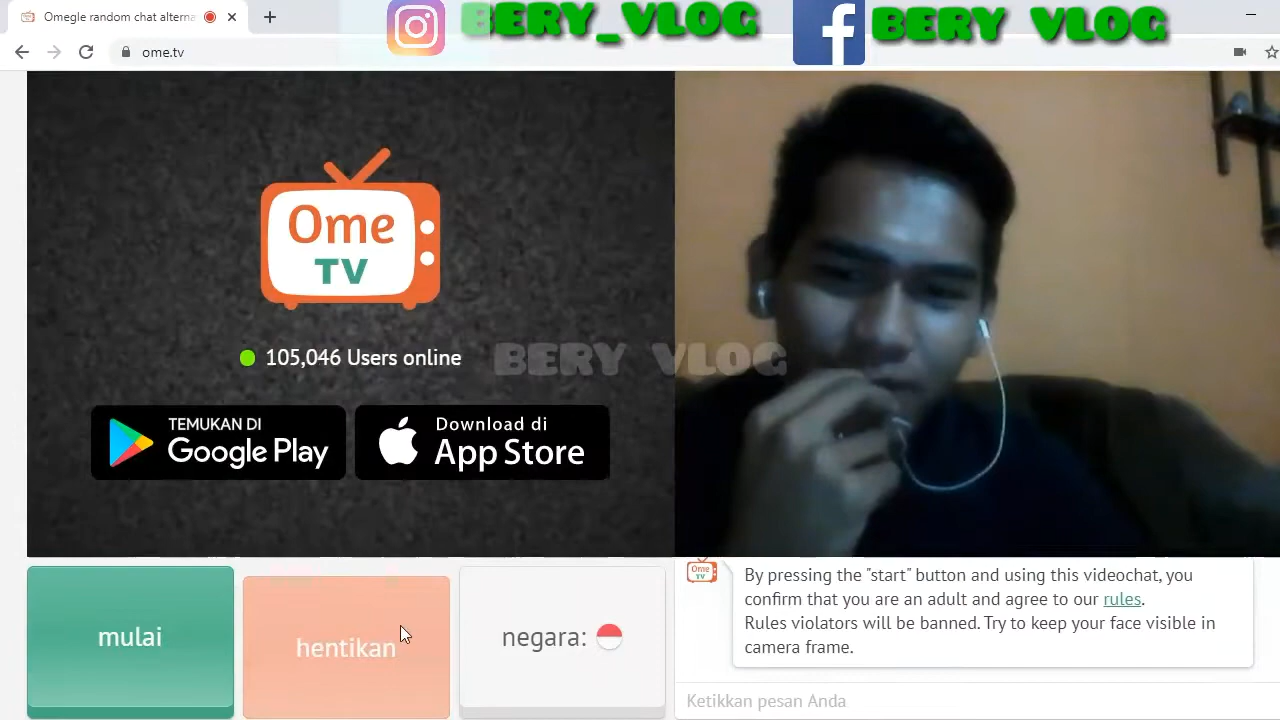 Omegle random chat alterna
BERY_VLOG
BERY VLOG
ome.tv
Ome
TV
105,046 Users online
BERY VLOG
TEMUKAN DI
Google Play
Download di
App Store
mulai
hentikan
negara:
Ome
TV
By pressing the "start" button and using this videochat, you
confirm that you are an adult and agree to our rules.
Rules violators will be banned. Try to keep your face visible in
camera frame.
Ketikkan pesan Anda